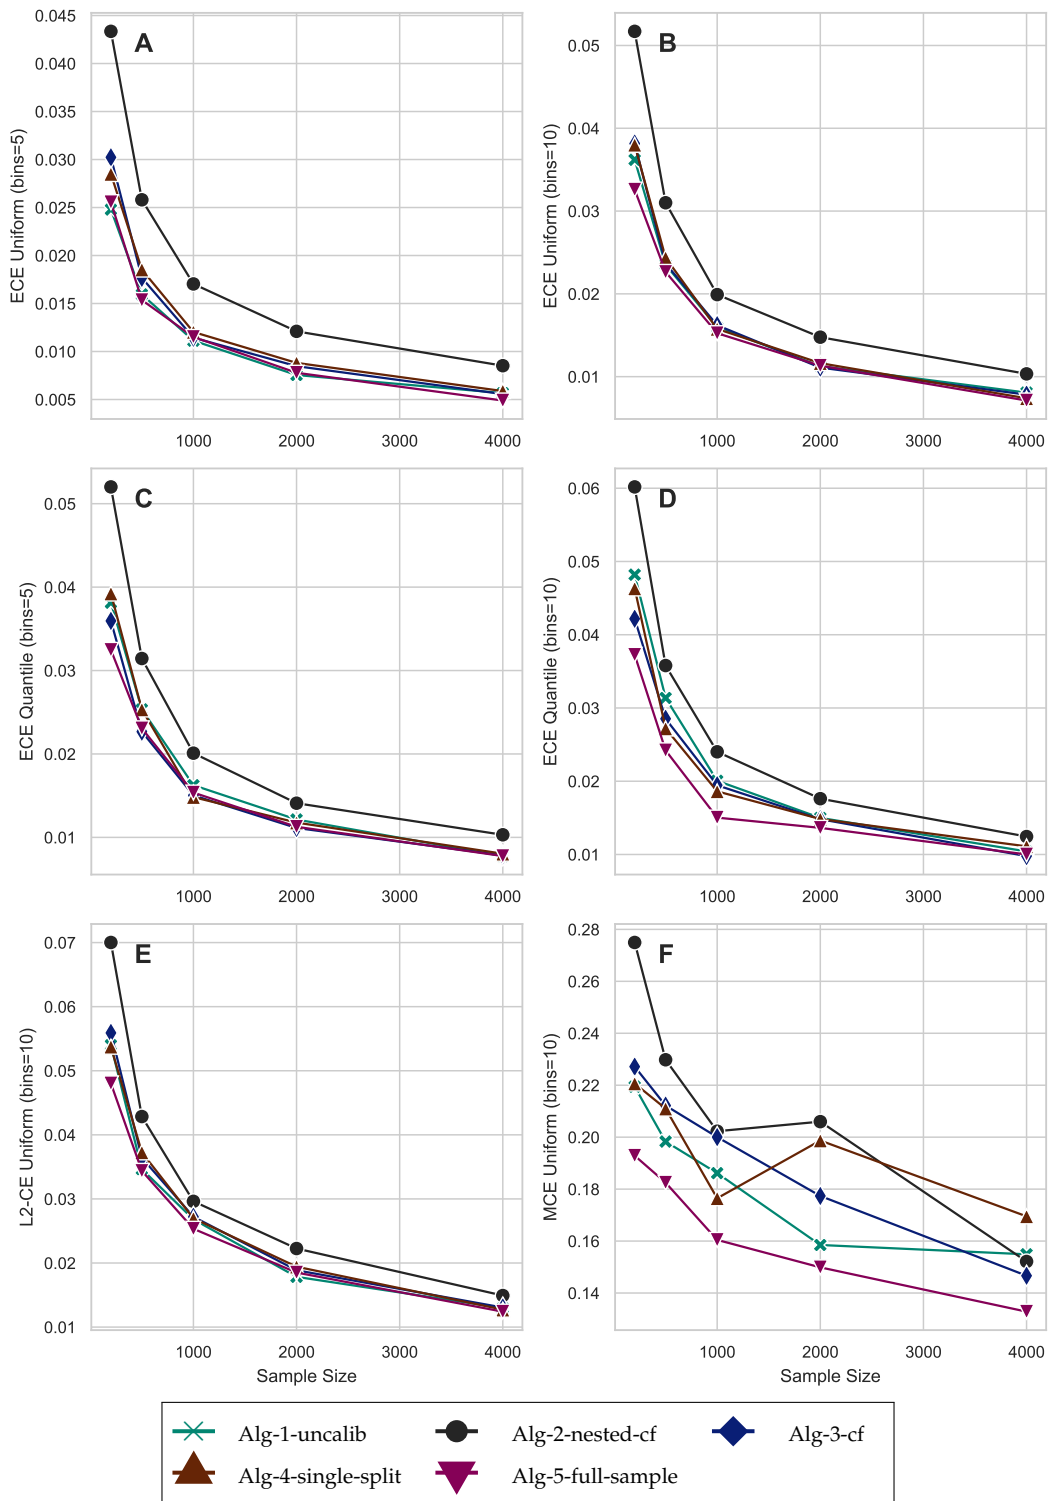 A
0.045
0.040
0.035
0.030
0.025
0.020
0.015
0.010
0.005
ECE Uniform (bins=5)
1000 2000 3000 4000
B
0.05
0.04
0.03
0.02
0.01
ECE Uniform (bins=10)
1000 2000 3000 4000
C
0.05
0.04
0.03
0.02
0.01
ECE Quantile (bins=5)
1000 2000 3000 4000
D
0.06
0.05
0.04
0.03
0.02
0.01
ECE Quantile (bins=10)
1000 2000 3000 4000
E
0.07
0.06
0.05
0.04
0.03
0.02
0.01
L2-CE Uniform (bins=10)
1000 2000 3000 4000
Sample Size
F
0.28
0.26
0.24
0.22
0.20
0.18
0.16
0.14
MCE Uniform (bins=10)
1000 2000 3000 4000
Sample Size
Alg-1-uncalib Alg-2-nested-cf Alg-3-cf
Alg-4-single-split Alg-5-full-sample